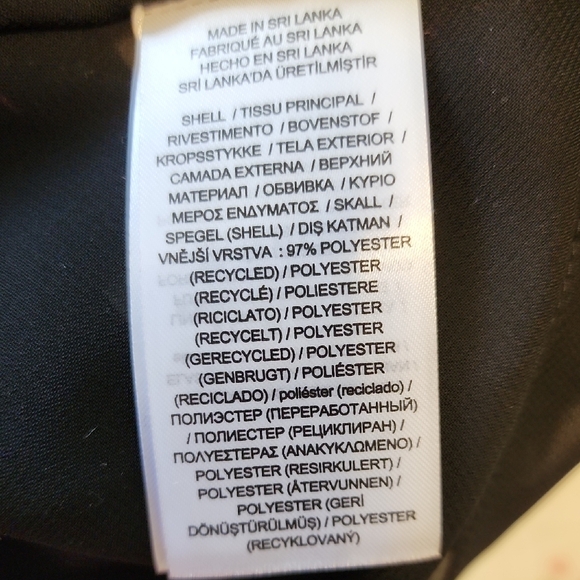 MADE IN SRI LANKA
FABRIQUÉ AU SRI LANKA
HECHO EN SRI LANKA
SRİ LANKA'DA ÜRETİLMİŞTİR
SHELL / TISSU PRINCIPAL /
RIVESTIMENTO / BOVENSTOF /
KROPSSTYKKE / TELA EXTERIOR /
CAMADA EXTERNA / ВЕРХНИЙ
МАТЕРИАЛ / ОБВИВКА / ΚΥΡΙΟ
ΜΕΡΟΣ ΕΝΔΥΜΑΤΟΣ / SKALL /
SPEGEL (SHELL) / DIŞ KATMAN /
VNĚJŠÍ VRSTVA : 97% POLYESTER
(RECYCLED) / POLYESTER
(RECYCLÉ) / POLIESTERE
(RICICLATO) / POLYESTER
(RECYCELT) / POLYESTER
(GERECYCLED) / POLYESTER
(GENBRUGT) / POLIÉSTER
(RECICLADO) / poliéster (reciclado) /
ПОЛИЭСТЕР (ПЕРЕРАБОТАННЫЙ)
/ ПОЛИЕСТЕР (РЕЦИКЛИРАН) /
ΠΟΛΥΕΣΤΕΡΑΣ (ΑΝΑΚΥΚΛΩΜΕΝΟ) /
POLYESTER (RESIRKULERT) /
POLYESTER (ÅTERVUNNEN) /
POLYESTER (GERİ
DÖNÜŞTÜRÜLMÜŞ) / POLYESTER
(RECYKLOVANÝ)